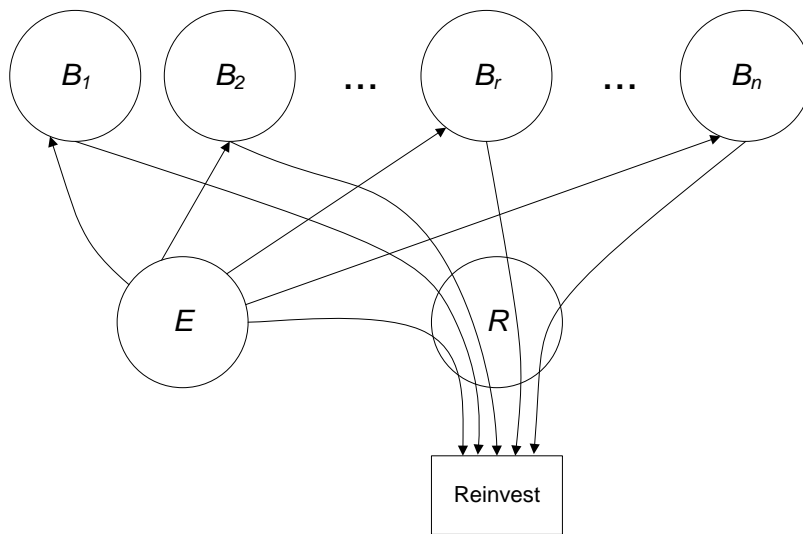 B₁ B₂ ... Bᵣ ... Bₙ
E R
Reinvest